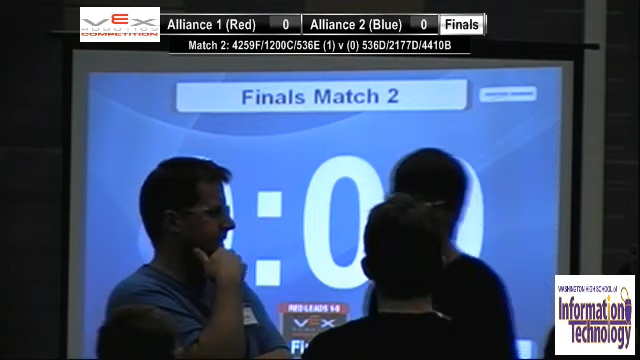 VEX
ROBOTICS
COMPETITION
Alliance 1 (Red) 0 Alliance 2 (Blue) 0 Finals
Match 2: 4259F/1200C/536E (1) v (0) 536D/2177D/4410B
Finals Match 2
:00
RED LEADS 1-0
VEX
Fi
WASHINGTON HIGH SCHOOL of
Information
Technology